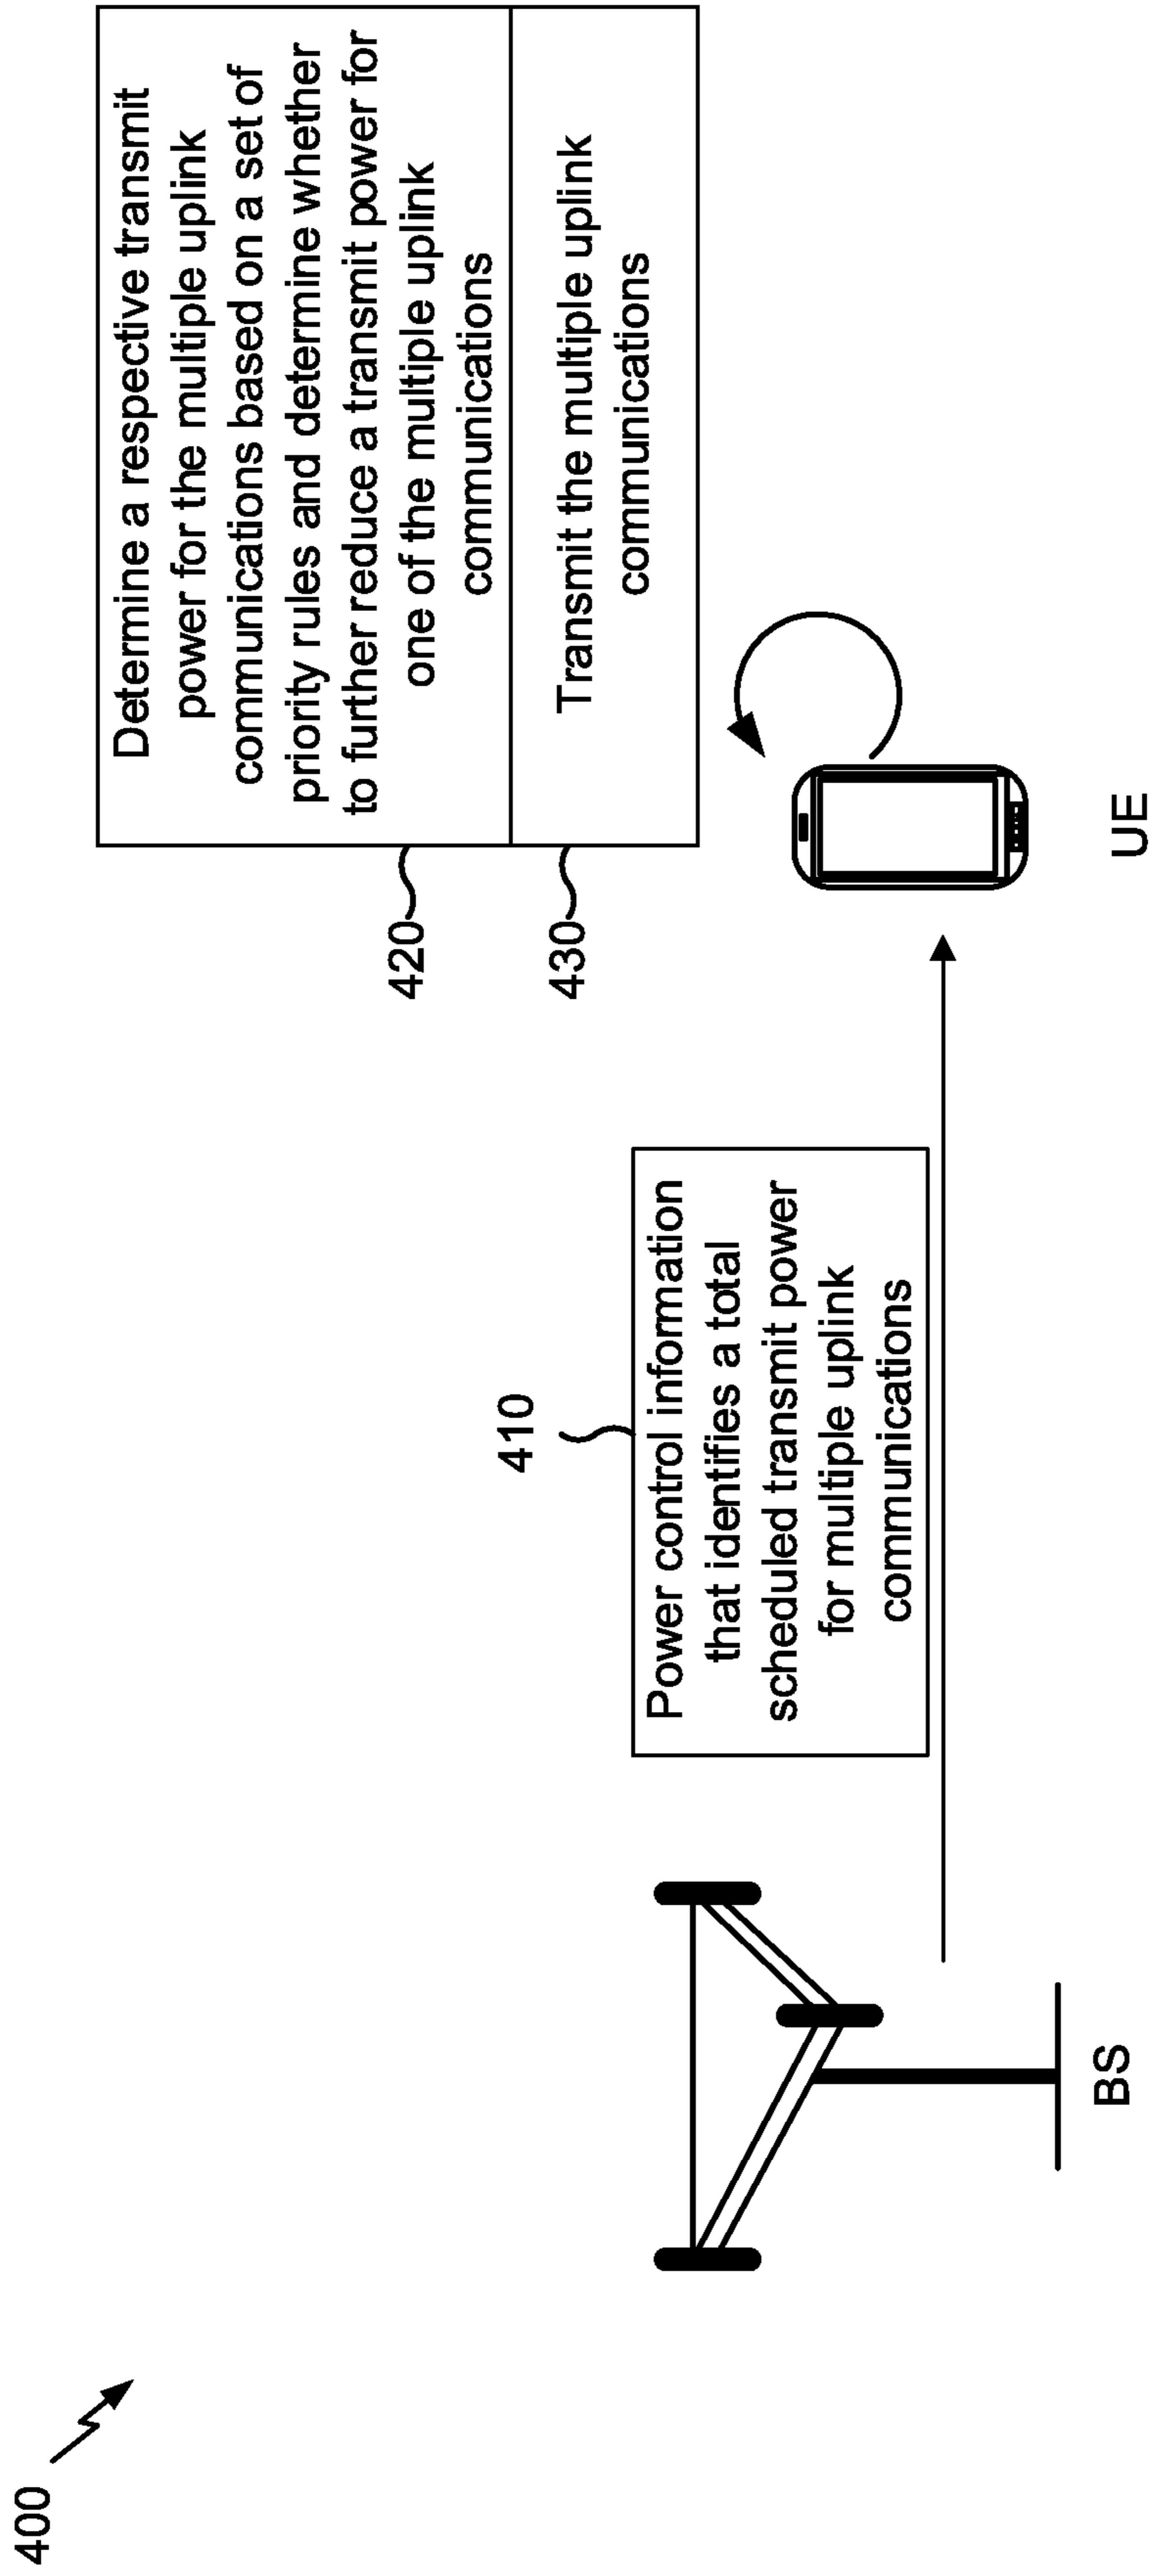 400
410
Power control information
that identifies a total
scheduled transmit power
for multiple uplink
communications
420
Determine a respective transmit
power for the multiple uplink
communications based on a set of
priority rules and determine whether
to further reduce a transmit power for
one of the multiple uplink
communications
430
Transmit the multiple uplink
communications
BS
UE